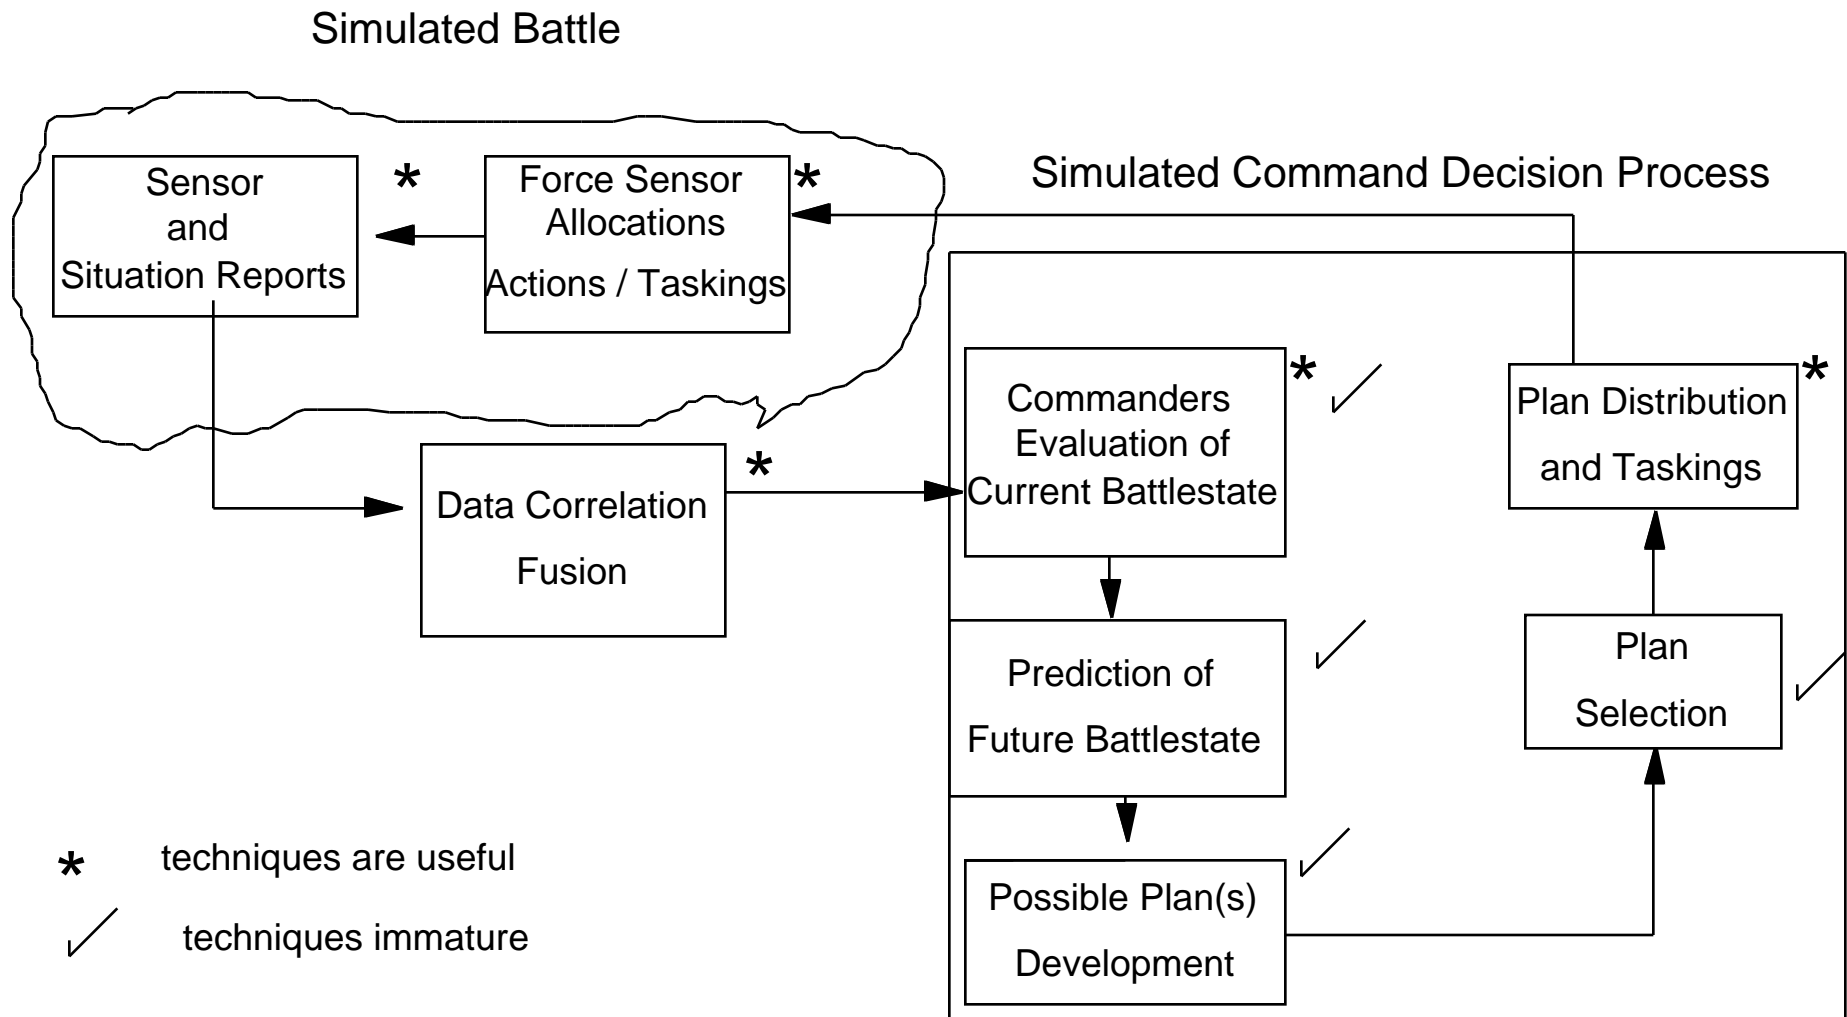 Simulated Battle
Sensor
and
Situation Reports
*
Force Sensor
Allocations
Actions / Taskings
*
Simulated Command Decision Process
Data Correlation
Fusion
*
Commanders
Evaluation of
Current Battlestate
* ✓
Prediction of
Future Battlestate
✓
Possible Plan(s)
Development
✓
Plan
Selection
✓
Plan Distribution
and Taskings
*
* techniques are useful
✓ techniques immature